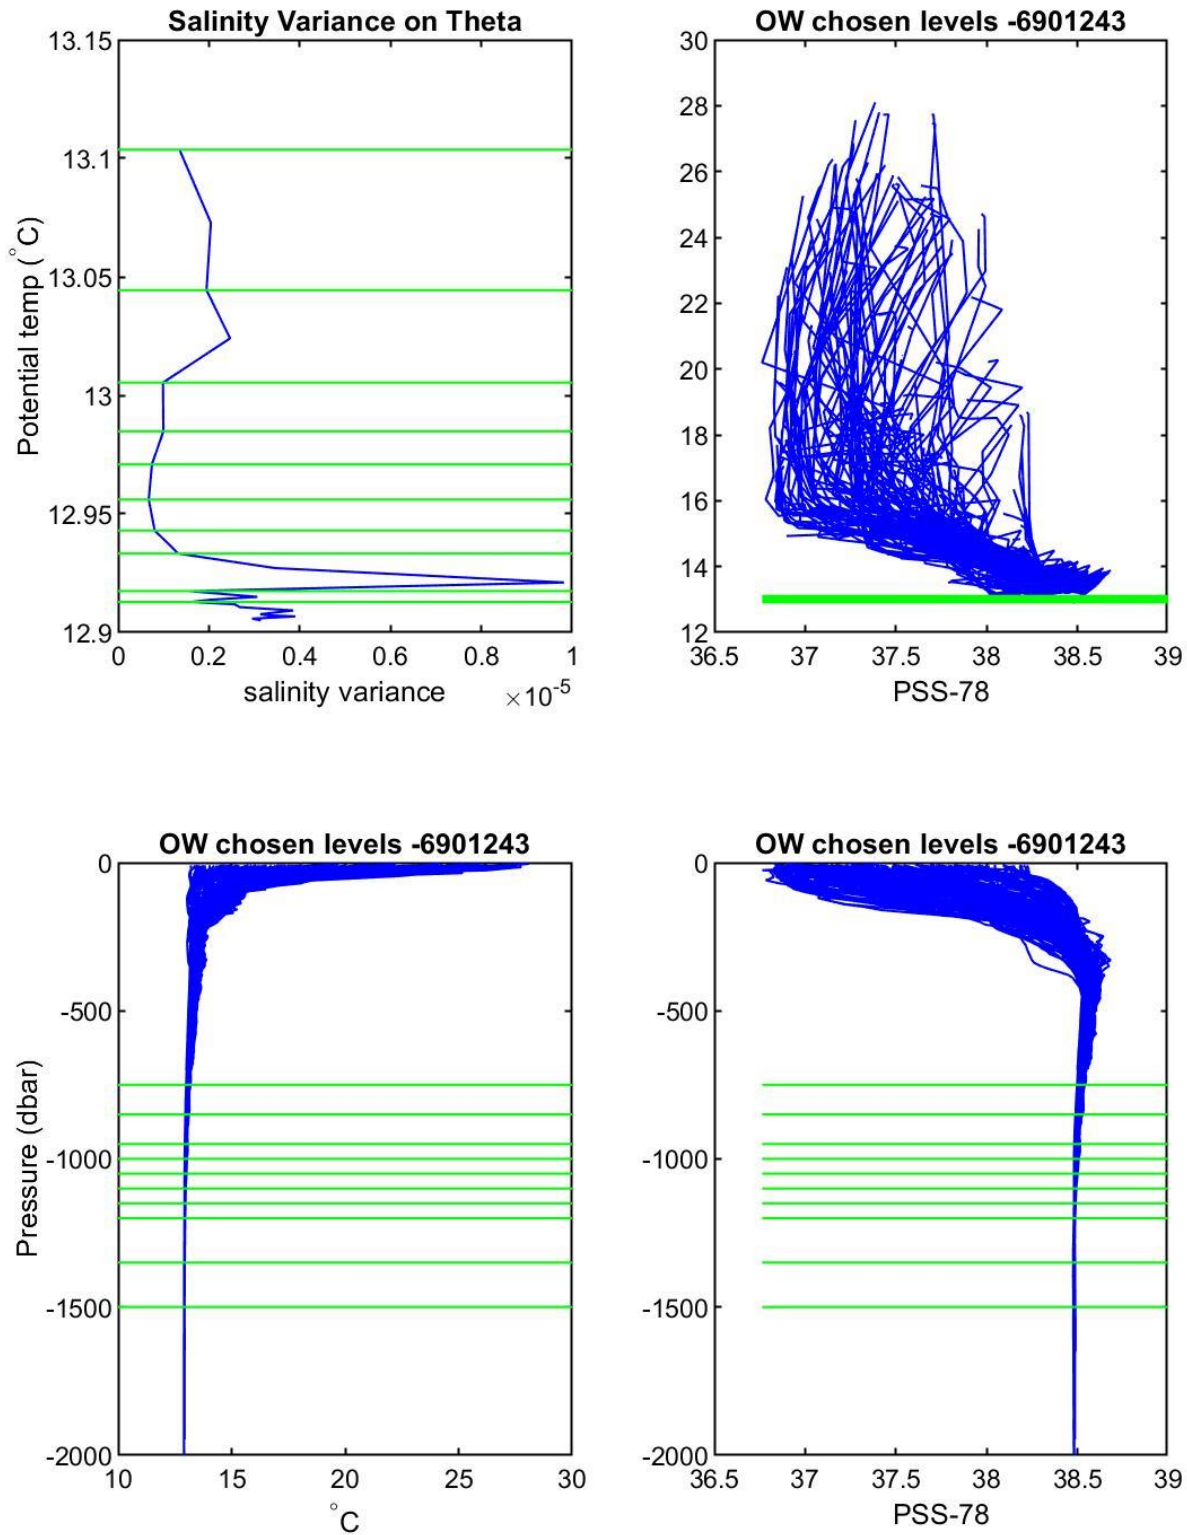 Salinity Variance on Theta
13.15
13.1
13.05
13
12.95
12.9
Potential temp (°C)
0 0.2 0.4 0.6 0.8 1
salinity variance ×10-5
OW chosen levels -6901243
30
28
26
24
22
20
18
16
14
12
36.5 37 37.5 38 38.5 39
PSS-78
OW chosen levels -6901243
0
-500
-1000
-1500
-2000
Pressure (dbar)
10 15 20 25 30
°C
OW chosen levels -6901243
0
-500
-1000
-1500
-2000
36.5 37 37.5 38 38.5 39
PSS-78